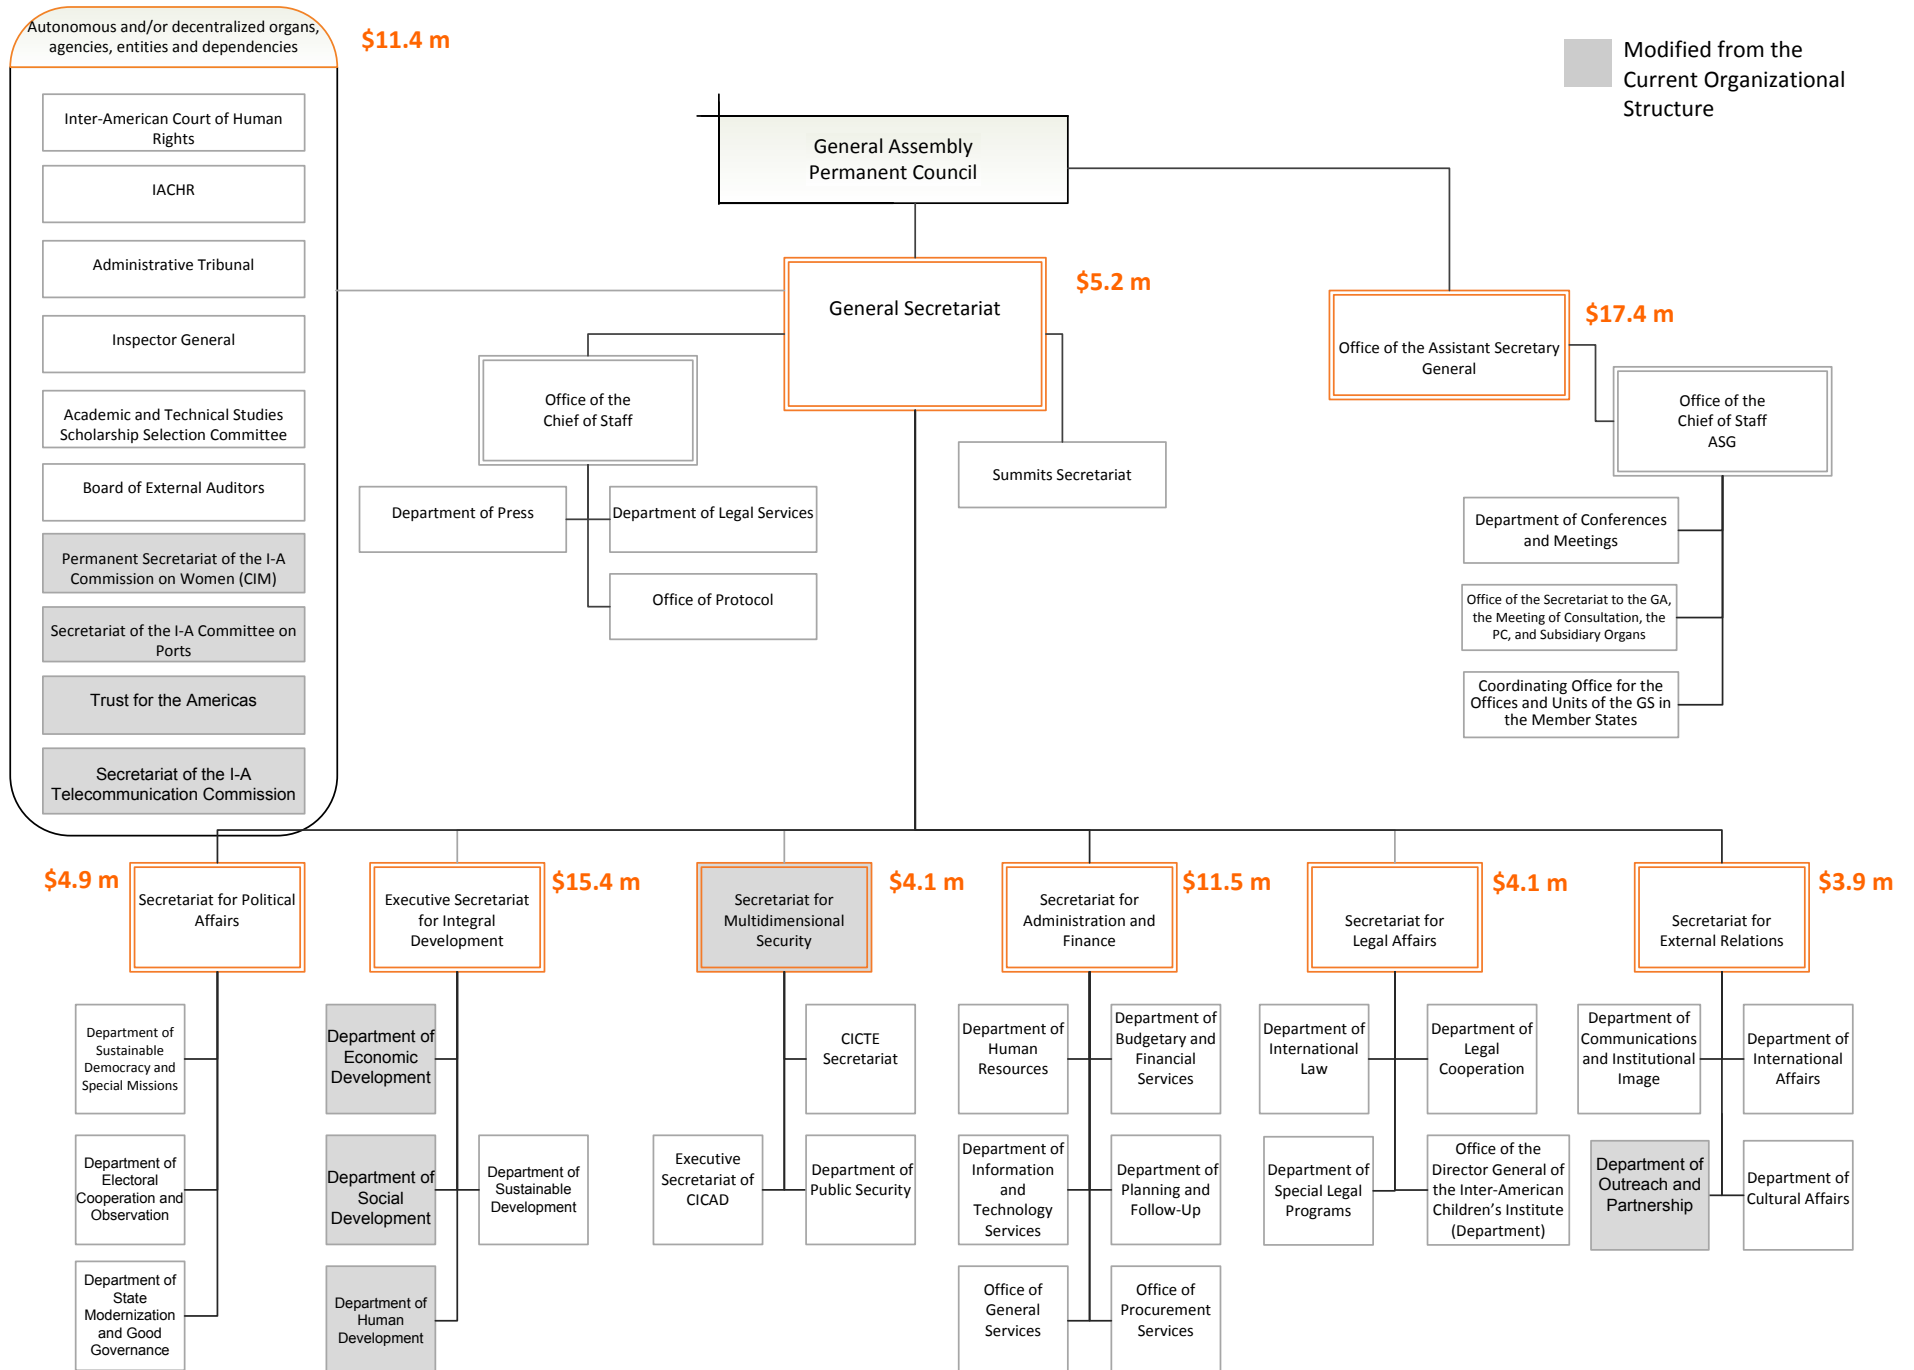 Autonomous and/or decentralized organs,
agencies, entities and dependencies
$11.4 m
Modified from the
Current Organizational
Structure
Inter-American Court of Human
Rights
IACHR
Administrative Tribunal
Inspector General
Academic and Technical Studies
Scholarship Selection Committee
Board of External Auditors
Permanent Secretariat of the I-A
Commission on Women (CIM)
Secretariat of the I-A Committee on
Ports
Trust for the Americas
Secretariat of the I-A
Telecommunication Commission
General Assembly
Permanent Council
General Secretariat
$5.2 m
Office of the Assistant Secretary
General
$17.4 m
Office of the
Chief of Staff
Summits Secretariat
Department of Press
Department of Legal Services
Office of Protocol
Office of the
Chief of Staff
ASG
Department of Conferences
and Meetings
Office of the Secretariat to the GA,
the Meeting of Consultation, the
PC, and Subsidiary Organs
Coordinating Office for the
Offices and Units of the GS in
the Member States
$4.9 m
Secretariat for Political
Affairs
Executive Secretariat
for Integral
Development
$15.4 m
Secretariat for
Multidimensional
Security
$4.1 m
Secretariat for
Administration and
Finance
$11.5 m
Secretariat for
Legal Affairs
$4.1 m
Secretariat for
External Relations
$3.9 m
Department of
Sustainable
Democracy and
Special Missions
Department of
Electoral
Cooperation and
Observation
Department of
State
Modernization
and Good
Governance
Department of
Economic
Development
Department of
Social
Development
Department of
Sustainable
Development
Department of
Human
Development
CICTE
Secretariat
Executive
Secretariat of
CICAD
Department of
Public Security
Department of
Human
Resources
Department of
Budgetary and
Financial
Services
Department of
Information
and
Technology
Services
Department of
Planning and
Follow-Up
Office of
General
Services
Office of
Procurement
Services
Department of
International
Law
Department of
Legal
Cooperation
Department of
Special Legal
Programs
Office of the
Director General of
the Inter-American
Children's Institute
(Department)
Department of
Communications
and Institutional
Image
Department of
International
Affairs
Department of
Outreach and
Partnership
Department of
Cultural Affairs